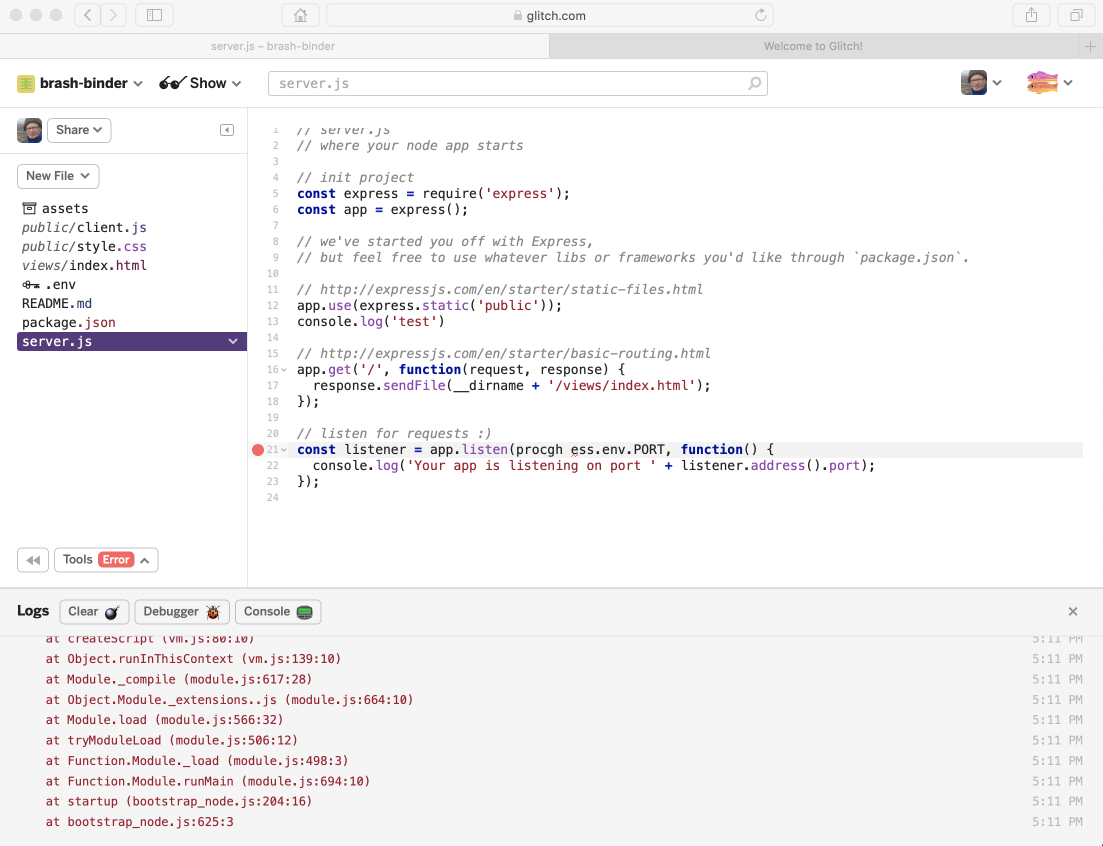 glitch.com
server.js – brash-binder
Welcome to Glitch!
brash-binder
Show
server.js
Share
New File
assets
public/client.js
public/style.css
views/index.html
.env
README.md
package.json
server.js
Tools Error
1 // server.js
2 // where your node app starts
3
4 // init project
5 const express = require('express');
6 const app = express();
7
8 // we've started you off with Express,
9 // but feel free to use whatever libs or frameworks you'd like through `package.json`.
10
11 // http://expressjs.com/en/starter/static-files.html
12 app.use(express.static('public'));
13 console.log('test')
14
15 // http://expressjs.com/en/starter/basic-routing.html
16 app.get('/', function(request, response) {
17 response.sendFile(__dirname + '/views/index.html');
18 });
19
20 // listen for requests :)
21 const listener = app.listen(procgh ess.env.PORT, function() {
22 console.log('Your app is listening on port ' + listener.address().port);
23 });
24
Logs Clear Debugger Console
at createScript (vm.js:80:10) 5:11 PM
at Object.runInThisContext (vm.js:139:10) 5:11 PM
at Module._compile (module.js:617:28) 5:11 PM
at Object.Module._extensions..js (module.js:664:10) 5:11 PM
at Module.load (module.js:566:32) 5:11 PM
at tryModuleLoad (module.js:506:12) 5:11 PM
at Function.Module._load (module.js:498:3) 5:11 PM
at Function.Module.runMain (module.js:694:10) 5:11 PM
at startup (bootstrap_node.js:204:16) 5:11 PM
at bootstrap_node.js:625:3 5:11 PM